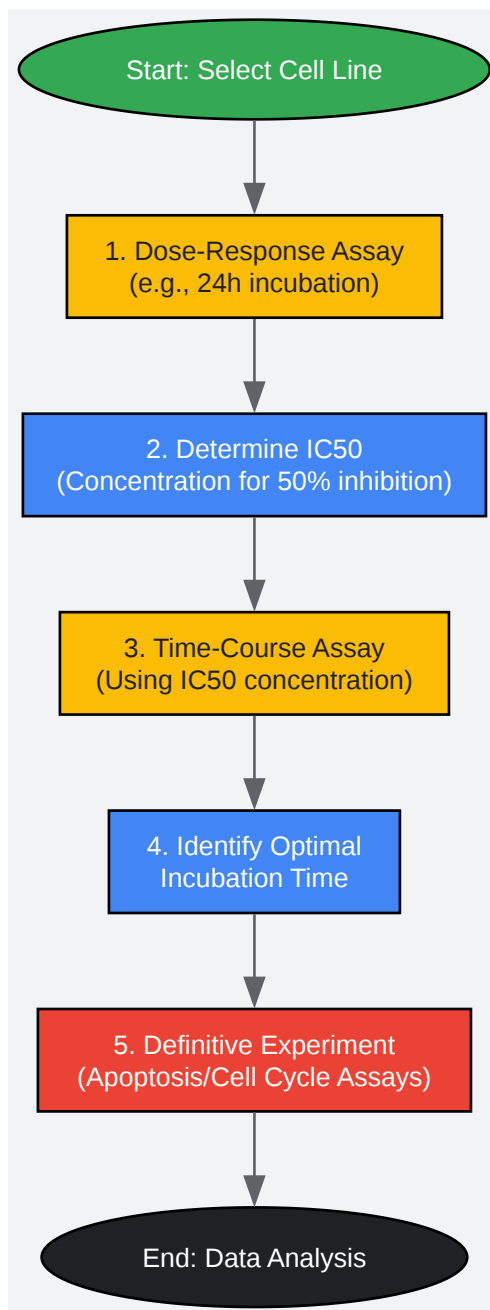 Start: Select Cell Line
1. Dose-Response Assay
(e.g., 24h incubation)
2. Determine IC50
(Concentration for 50% inhibition)
3. Time-Course Assay
(Using IC50 concentration)
4. Identify Optimal
Incubation Time
5. Definitive Experiment
(Apoptosis/Cell Cycle Assays)
End: Data Analysis